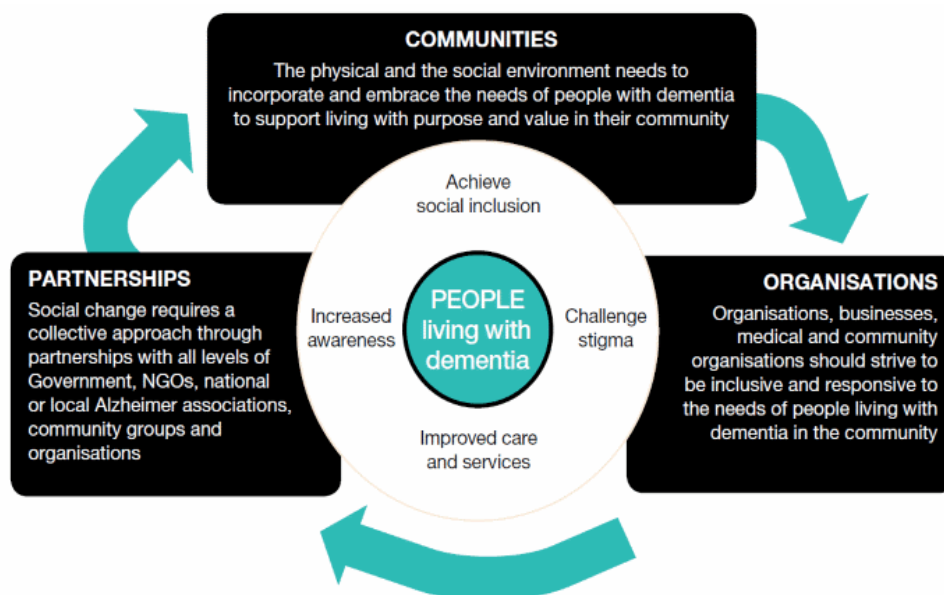 COMMUNITIES
The physical and the social environment needs to
incorporate and embrace the needs of people with dementia
to support living with purpose and value in their community
Achieve
social inclusion
PARTNERSHIPS
Social change requires a
collective approach through
partnerships with all levels of
Government, NGOs, national
or local Alzheimer associations,
community groups and
organisations
Increased
awareness
PEOPLE
living with
dementia
Challenge
stigma
ORGANISATIONS
Organisations, businesses,
medical and community
organisations should strive to
be inclusive and responsive to
the needs of people living with
dementia in the community
Improved care
and services